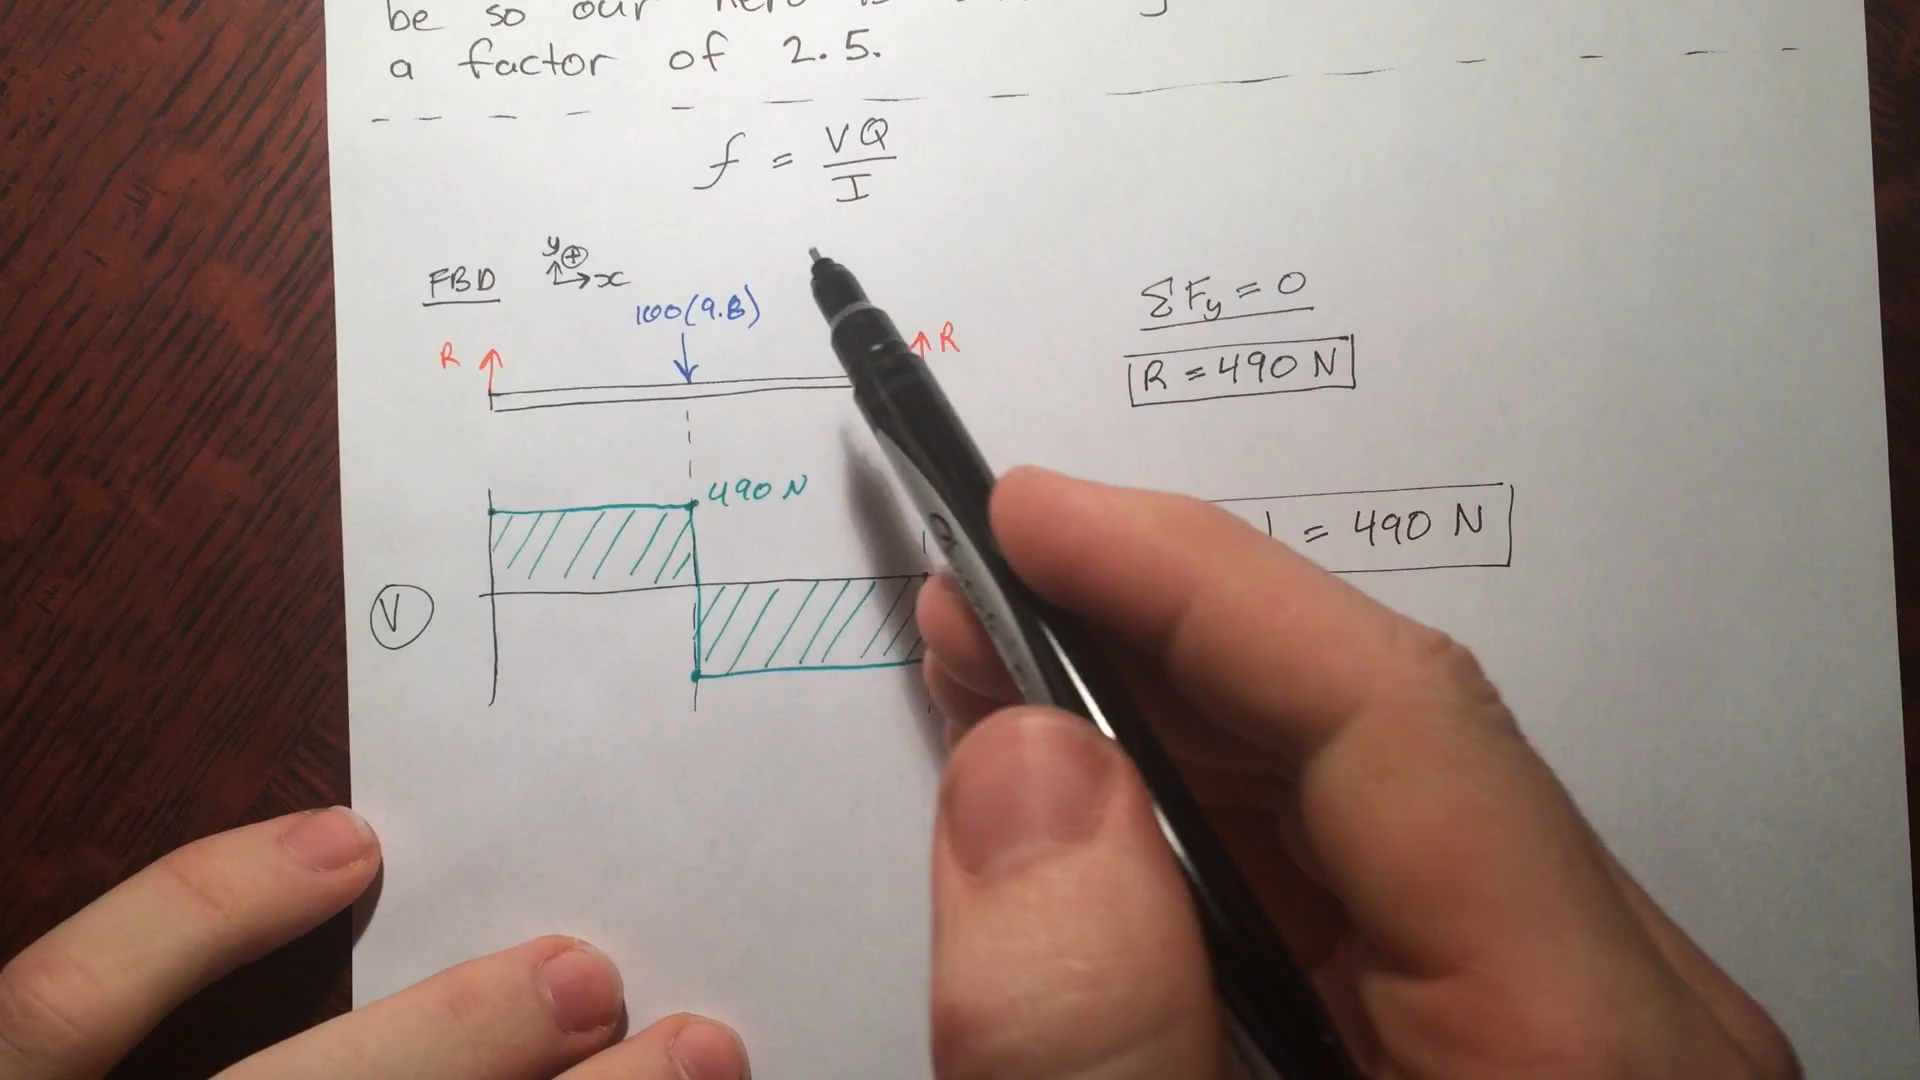 be so our
a factor of 2.5.
f = VQ/I
FBD y + x
100(9.8)
R R
ΣFy = 0
R = 490 N
490 N
= 490 N
V